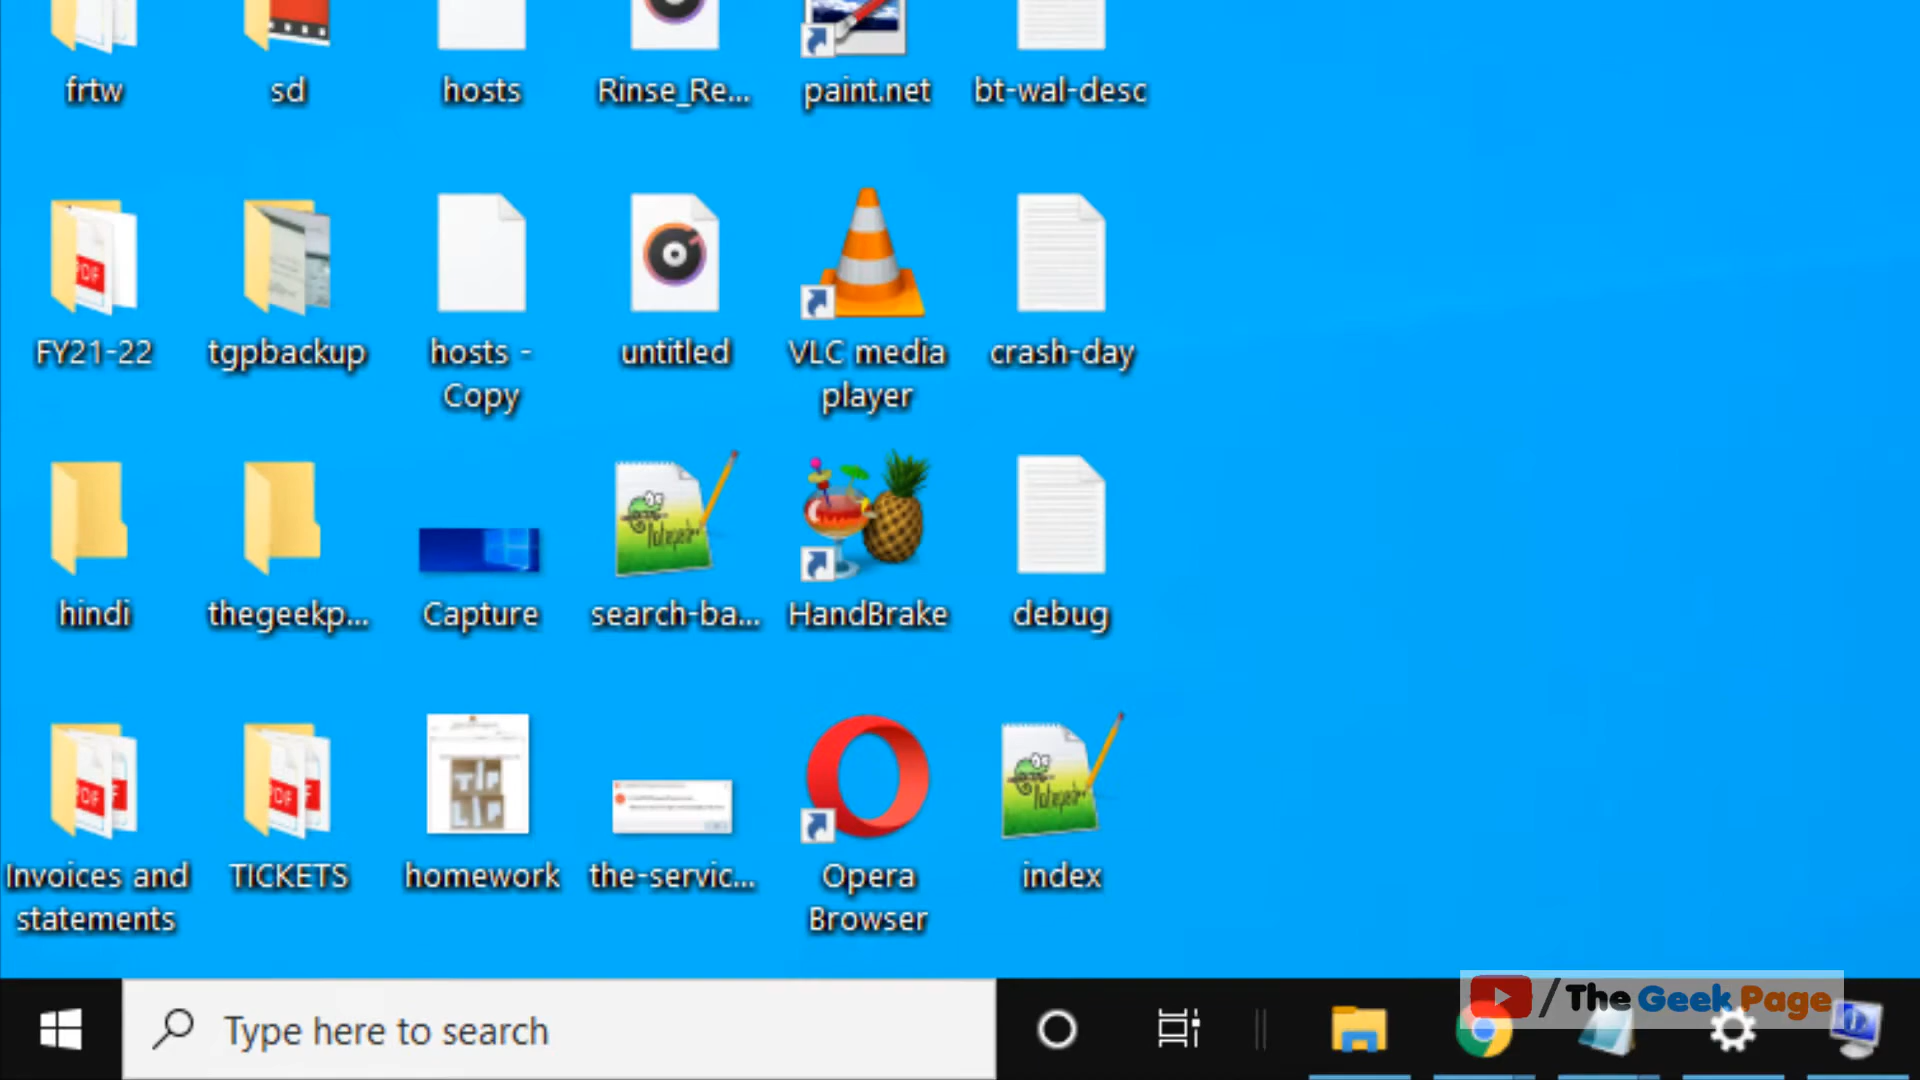 frtw
sd
hosts
Rinse_Re...
paint.net
bt-wal-desc
FY21-22
tgpbackup
hosts -
Copy
untitled
VLC media
player
crash-day
hindi
thegeekp...
Capture
search-ba...
HandBrake
debug
Invoices and
statements
TICKETS
homework
the-servic...
Opera
Browser
index
Type here to search
/ The Geek Page